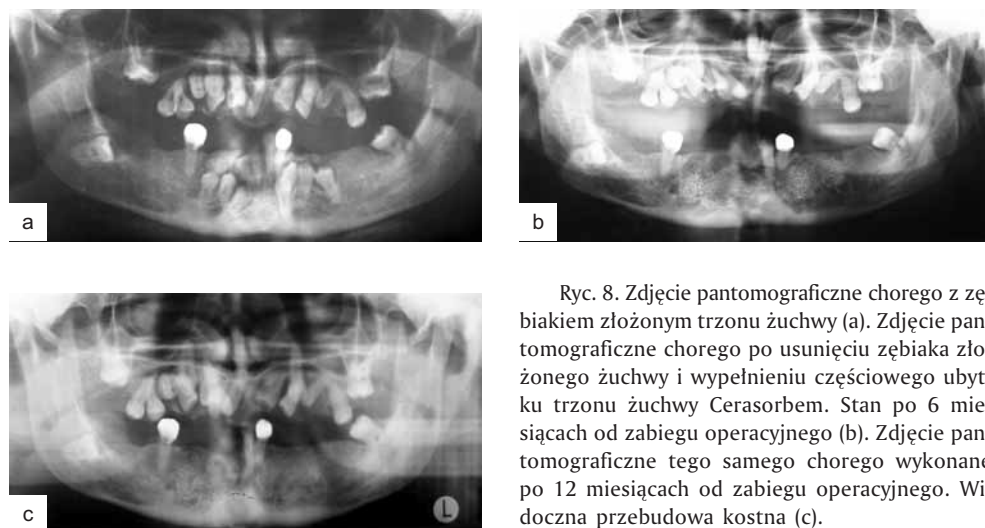 a
b
c
L
Ryc. 8. Zdjęcie pantomograficzne chorego z zę-
biakiem złożonym trzonu żuchwy (a). Zdjęcie pan-
tomograficzne chorego po usunięciu zębiaka zło-
żonego żuchwy i wypełnieniu częściowego ubyt-
ku trzonu żuchwy Cerasorbem. Stan po 6 mie-
siącach od zabiegu operacyjnego (b). Zdjęcie pan-
tomograficzne tego samego chorego wykonane
po 12 miesiącach od zabiegu operacyjnego. Wi-
doczna przebudowa kostna (c).